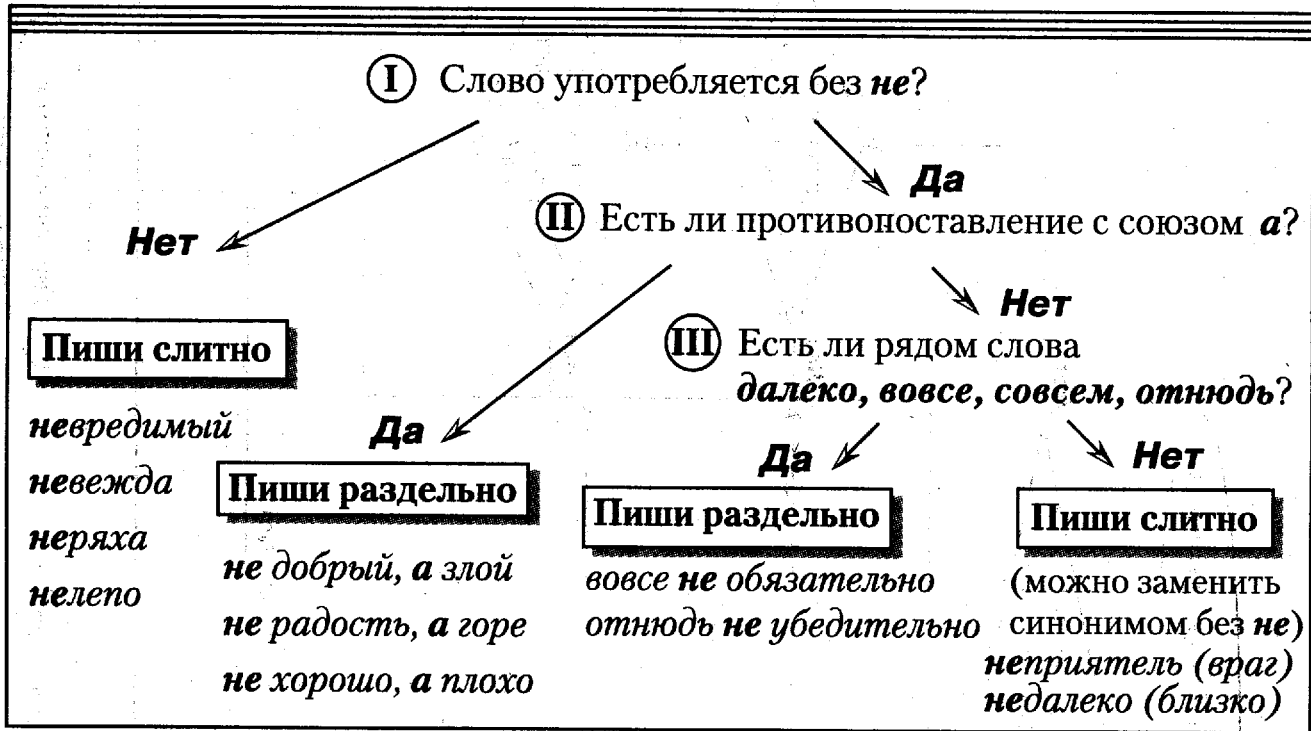 I Слово употребляется без не?
Да
II Есть ли противопоставление с союзом а?
Нет
Нет
III Есть ли рядом слова
далеко, вовсе, совсем, отнюдь?
Пиши слитно
невредимый
невежда
неряха
нелепо
Да
Пиши раздельно
не добрый, а злой
не радость, а горе
не хорошо, а плохо
Да
Пиши раздельно
вовсе не обязательно
отнюдь не убедительно
Нет
Пиши слитно
(можно заменить
синонимом без не)
неприятель (враг)
недалеко (близко)